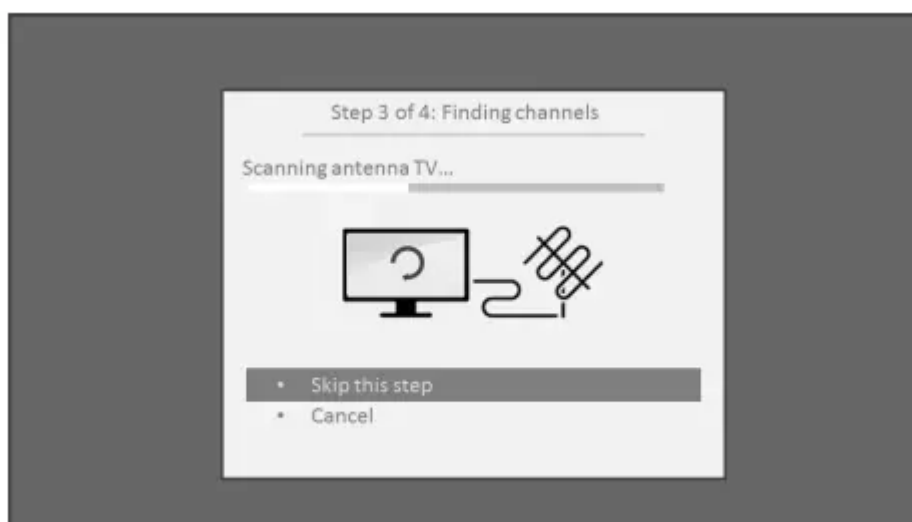 Step 3 of 4: Finding channels
Scanning antenna TV...
• Skip this step
• Cancel